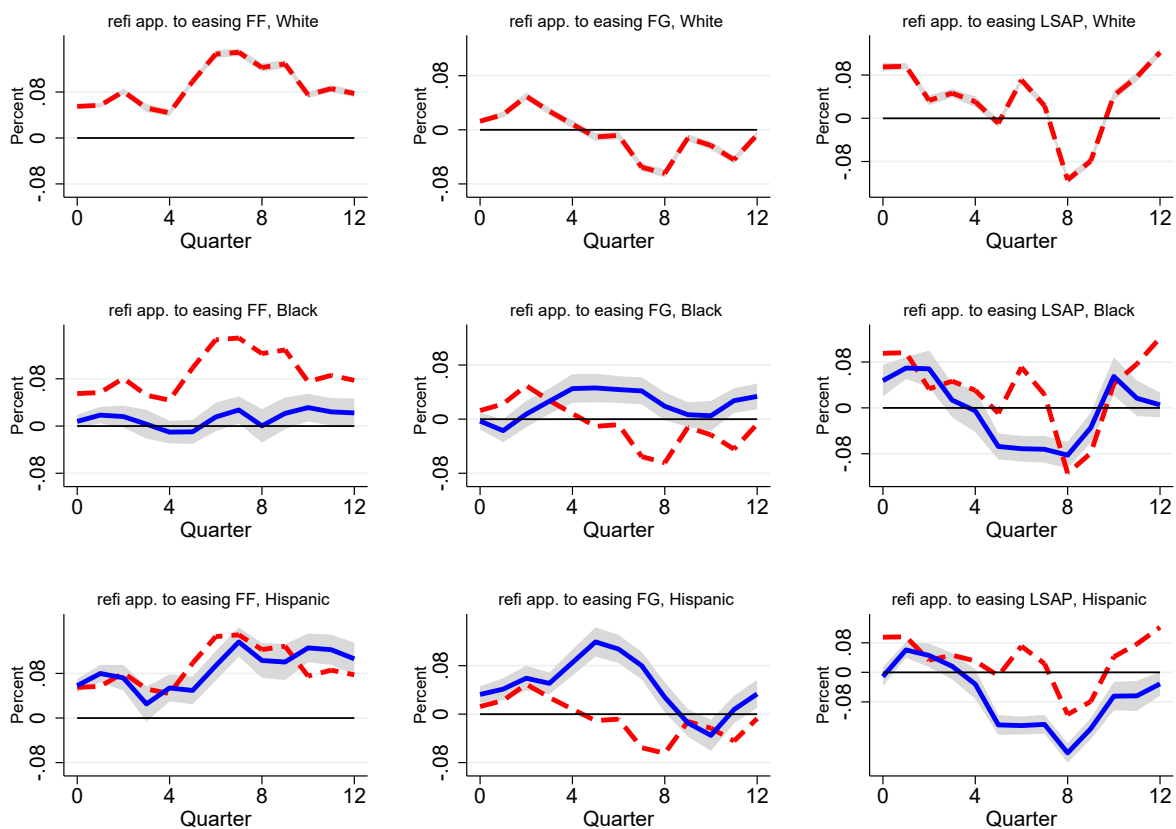 refi app. to easing FF, White
Percent
.08
0
-.08
0 4 8 12
Quarter
refi app. to easing FG, White
Percent
.08
0
-.08
0 4 8 12
Quarter
refi app. to easing LSAP, White
Percent
.08
0
-.08
0 4 8 12
Quarter
refi app. to easing FF, Black
Percent
.08
0
-.08
0 4 8 12
Quarter
refi app. to easing FG, Black
Percent
.08
0
-.08
0 4 8 12
Quarter
refi app. to easing LSAP, Black
Percent
.08
0
-.08
0 4 8 12
Quarter
refi app. to easing FF, Hispanic
Percent
.08
0
-.08
0 4 8 12
Quarter
refi app. to easing FG, Hispanic
Percent
.08
0
-.08
0 4 8 12
Quarter
refi app. to easing LSAP, Hispanic
Percent
.08
0
-.08
0 4 8 12
Quarter